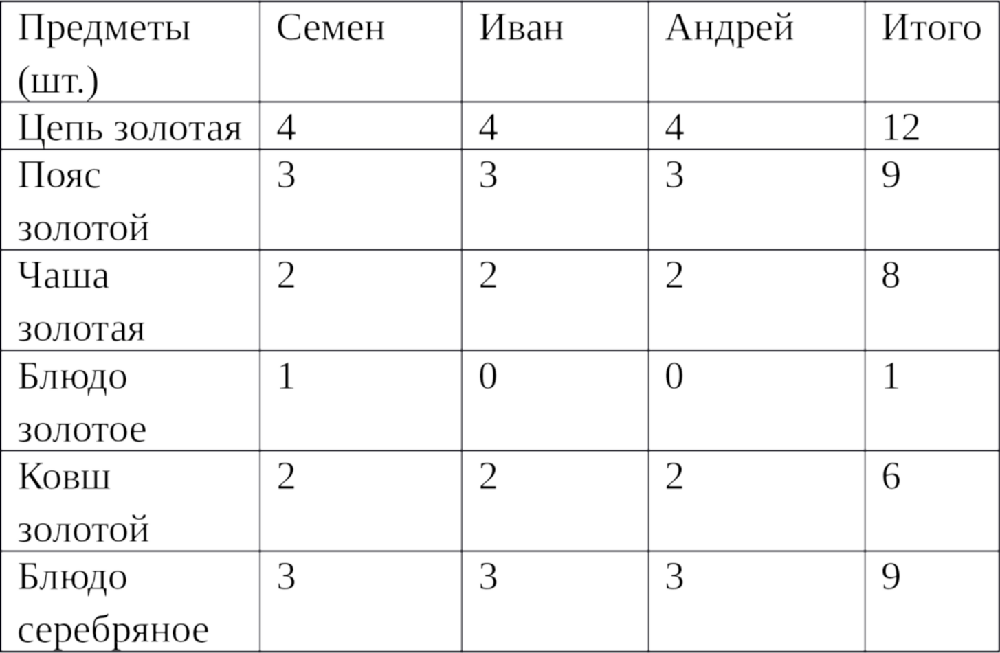 Предметы (шт.) Семен Иван Андрей Итого
Цепь золотая 4 4 4 12
Пояс золотой 3 3 3 9
Чаша золотая 2 2 2 8
Блюдо золотое 1 0 0 1
Ковш золотой 2 2 2 6
Блюдо серебряное 3 3 3 9